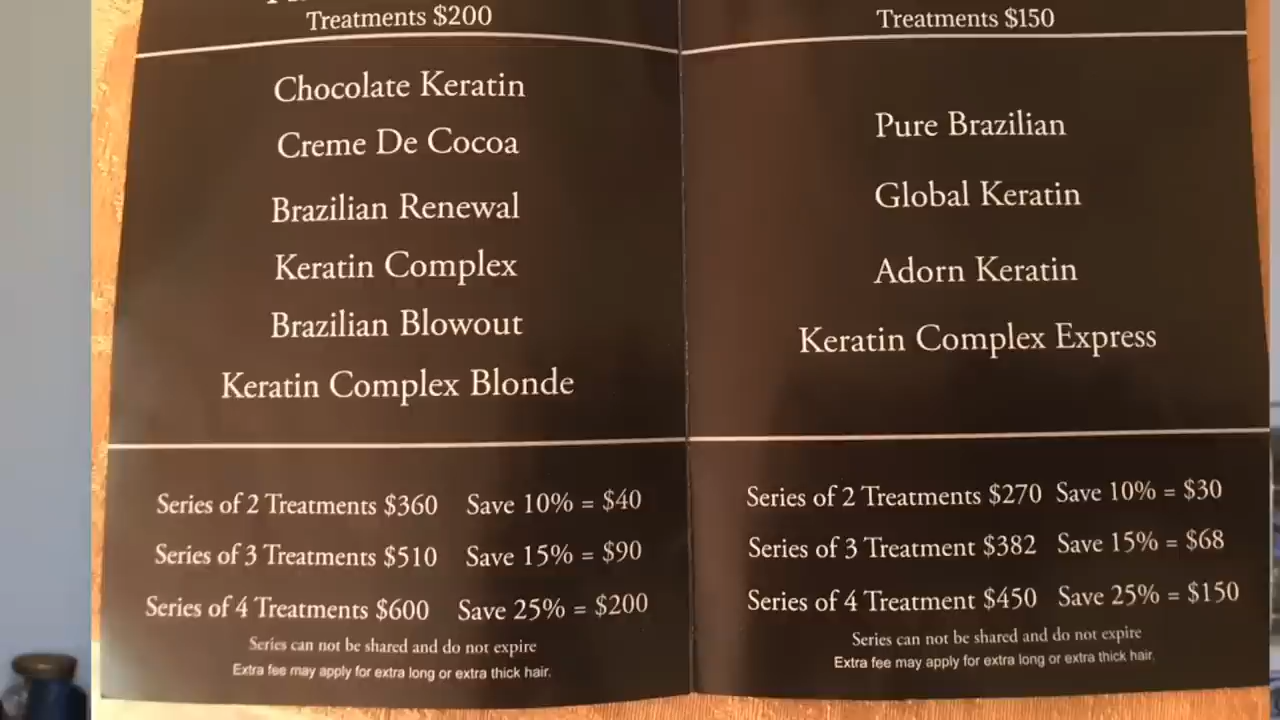 Treatments $200
Chocolate Keratin
Creme De Cocoa
Brazilian Renewal
Keratin Complex
Brazilian Blowout
Keratin Complex Blonde
Series of 2 Treatments $360 Save 10% = $40
Series of 3 Treatments $510 Save 15% = $90
Series of 4 Treatments $600 Save 25% = $200
Series can not be shared and do not expire
Extra fee may apply for extra long or extra thick hair.
Treatments $150
Pure Brazilian
Global Keratin
Adorn Keratin
Keratin Complex Express
Series of 2 Treatments $270 Save 10% = $30
Series of 3 Treatment $382 Save 15% = $68
Series of 4 Treatment $450 Save 25% = $150
Series can not be shared and do not expire
Extra fee may apply for extra long or extra thick hair.